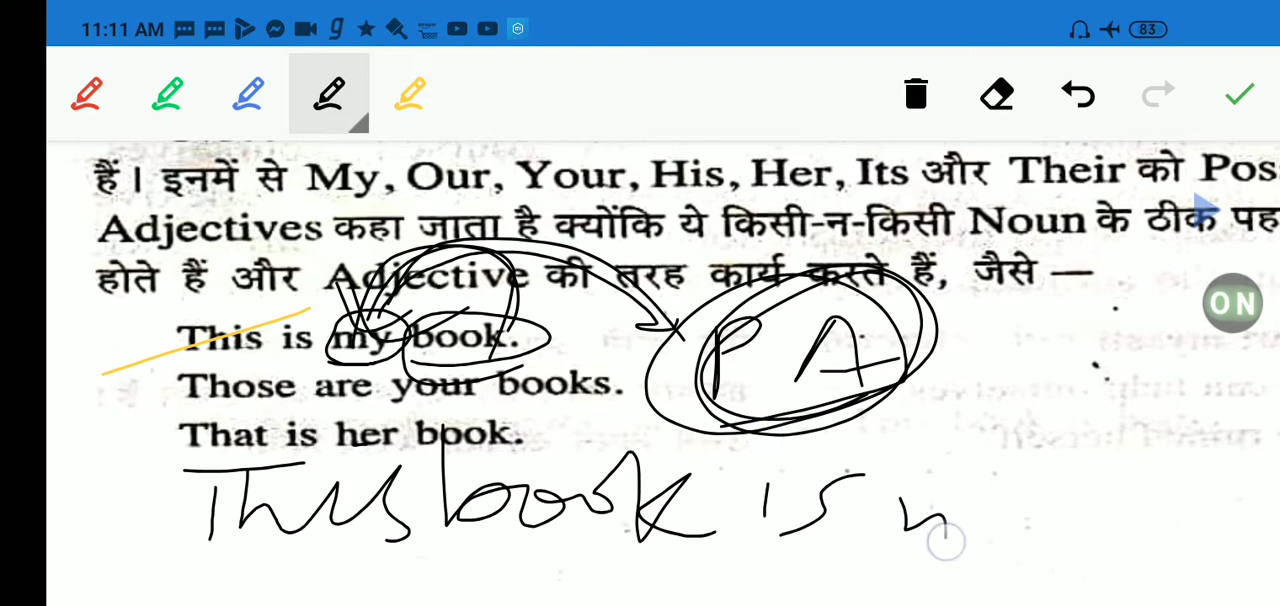 11:11 AM 83
हैं। इनमें से My, Our, Your, His, Her, Its और Their को Pos
Adjectives कहा जाता है क्योंकि ये किसी-न-किसी Noun के ठीक पह
होते हैं और Adjective की तरह कार्य करते हैं, जैसे —
ON
This is my book.
P A
Those are your books.
That is her book.
This book is